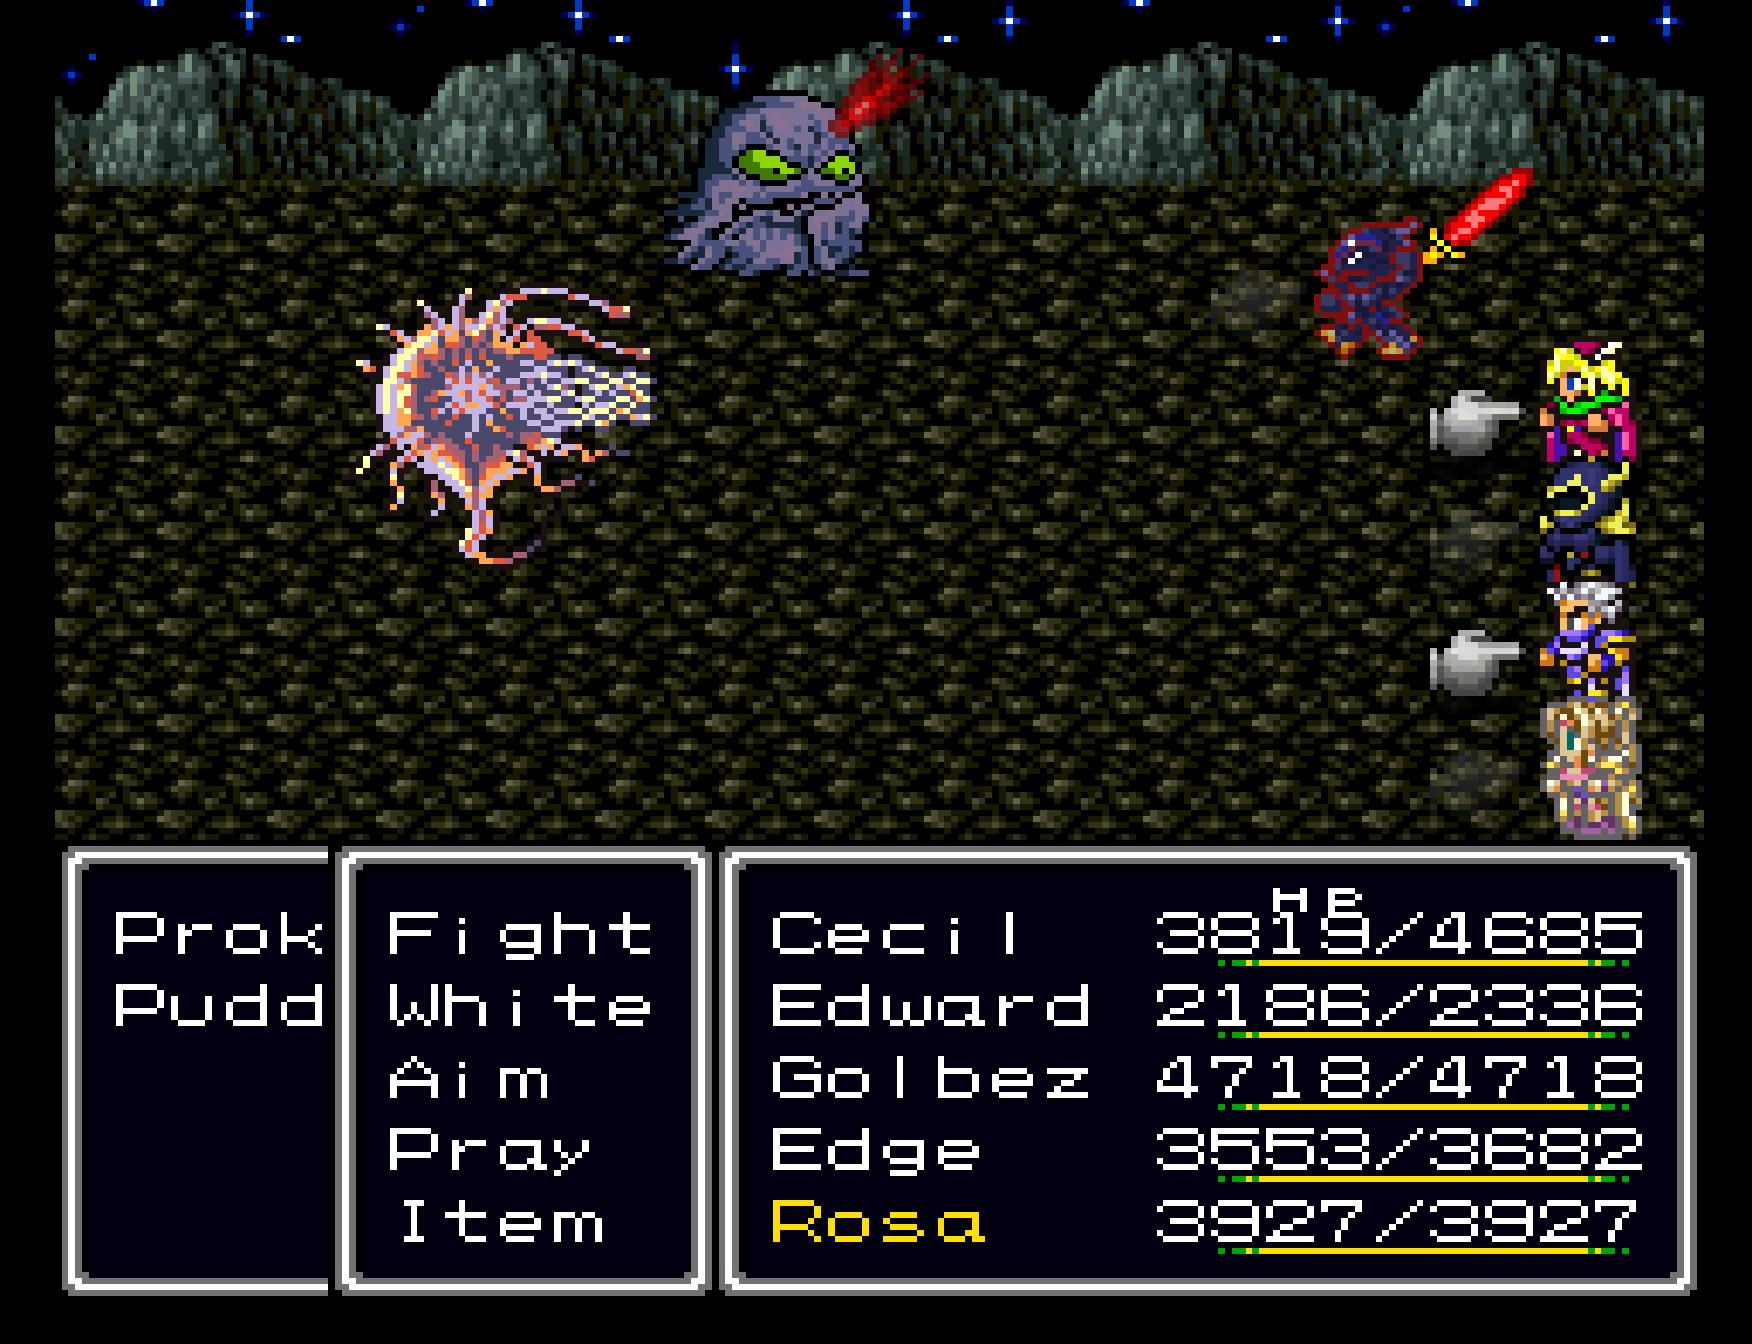 Prok
Pudd
Fight
White
Aim
Pray
Item
HB
Cecil 3819/4685
Edward 2186/2336
Golbez 4718/4718
Edge 3553/3682
Rosa 3927/3927